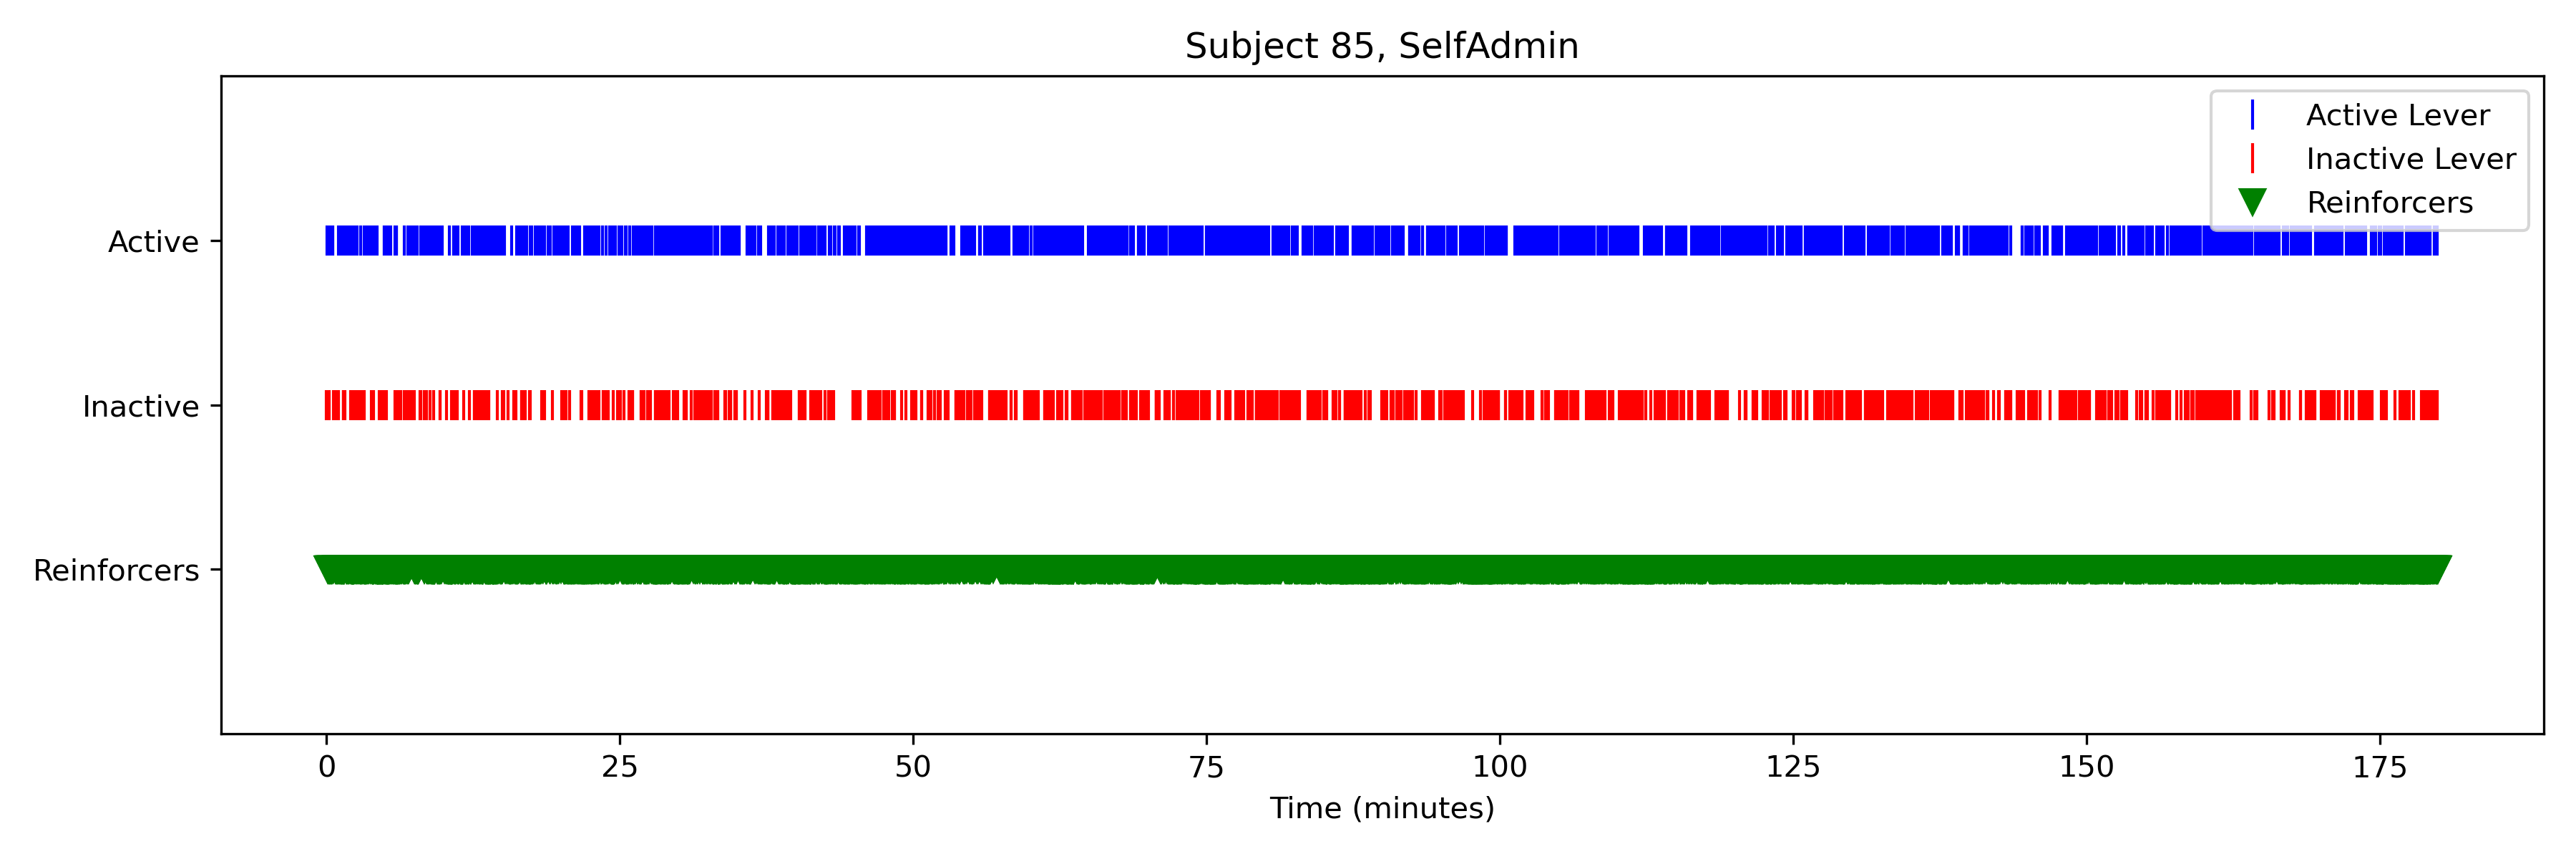 Subject 85, SelfAdmin
Active Lever
Inactive Lever
Reinforcers
Active
Inactive
Reinforcers
0 25 50 75 100 125 150 175
Time (minutes)